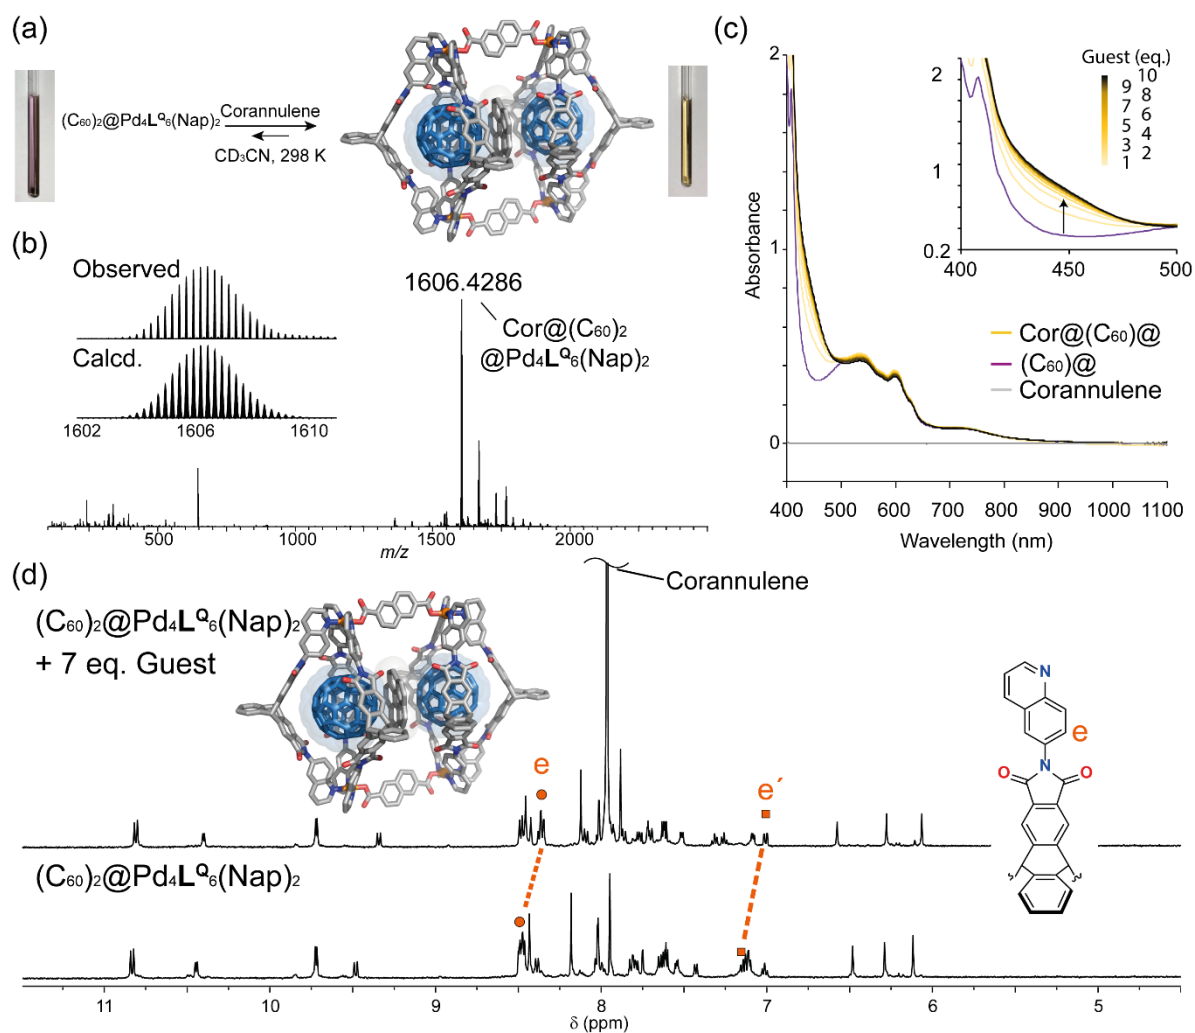 (a)
(C60)2@Pd4LQ6(Nap)2
Corannulene
CD3CN, 298 K
(b)
Observed
Calcd.
1602 1606 1610
1606.4286
Cor@(C60)2
@Pd4LQ6(Nap)2
500 1000 1500 2000
m/z
(c)
Absorbance
2
1
0
400 500 600 700 800 900 1000 1100
Wavelength (nm)
2
1
0.2
400 450 500
Guest (eq.)
9 10
7 8
5 6
3 4
1 2
Cor@(C60)@
(C60)@
Corannulene
(d)
(C60)2@Pd4LQ6(Nap)2
+ 7 eq. Guest
Corannulene
e
e´
N
e
N
O O
(C60)2@Pd4LQ6(Nap)2
11 10 9 8 7 6 5
δ (ppm)